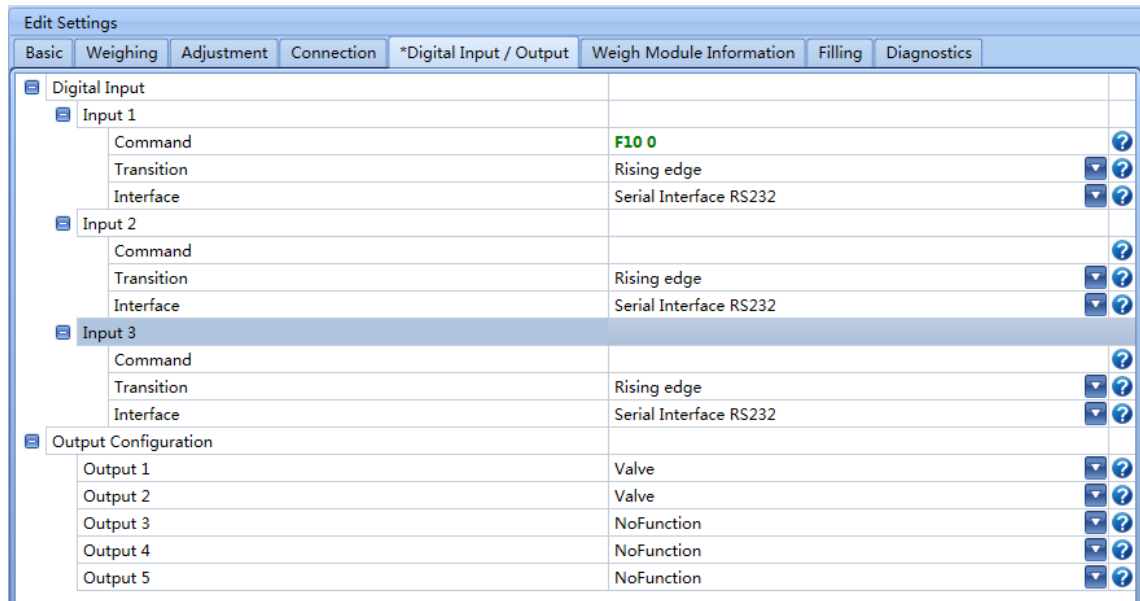 Edit Settings
Basic Weighing Adjustment Connection *Digital Input / Output Weigh Module Information Filling Diagnostics
Digital Input
Input 1
Command F10 0
Transition Rising edge
Interface Serial Interface RS232
Input 2
Command
Transition Rising edge
Interface Serial Interface RS232
Input 3
Command
Transition Rising edge
Interface Serial Interface RS232
Output Configuration
Output 1 Valve
Output 2 Valve
Output 3 NoFunction
Output 4 NoFunction
Output 5 NoFunction